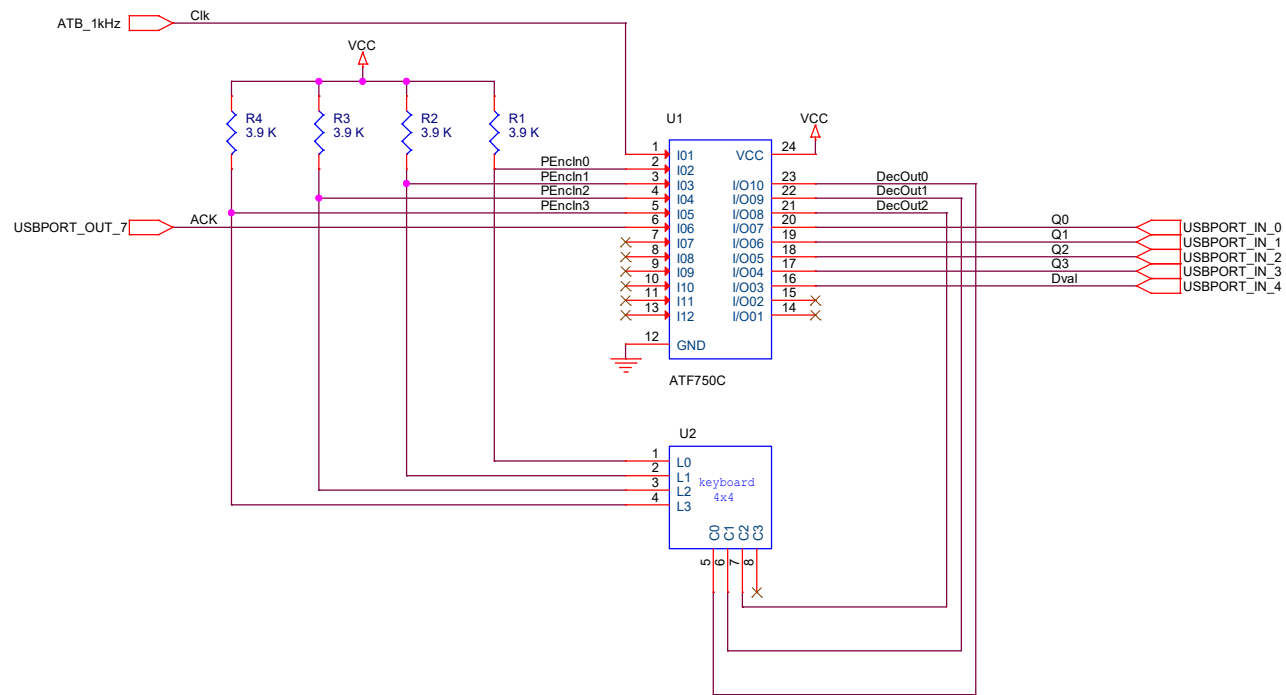 ATB_1kHz
Clk
VCC
R4
3.9 K
R3
3.9 K
R2
3.9 K
R1
3.9 K
U1
VCC
1 I01 VCC 24
PEncIn0 2 I02
PEncIn1 3 I03 I/O10 23 DecOut0
PEncIn2 4 I04 I/O09 22 DecOut1
PEncIn3 5 I05 I/O08 21 DecOut2
USBPORT_OUT_7 ACK 6 I06 I/O07 20 Q0 USBPORT_IN_0
7 I07 I/O06 19 Q1 USBPORT_IN_1
8 I08 I/O05 18 Q2 USBPORT_IN_2
9 I09 I/O04 17 Q3 USBPORT_IN_3
10 I10 I/O03 16 Dval USBPORT_IN_4
11 I11 I/O02 15
13 I12 I/O01 14
12 GND
ATF750C
U2
1 L0
2 L1
3 L2
4 L3
keyboard
4x4
C0 C1 C2 C3
5 6 7 8